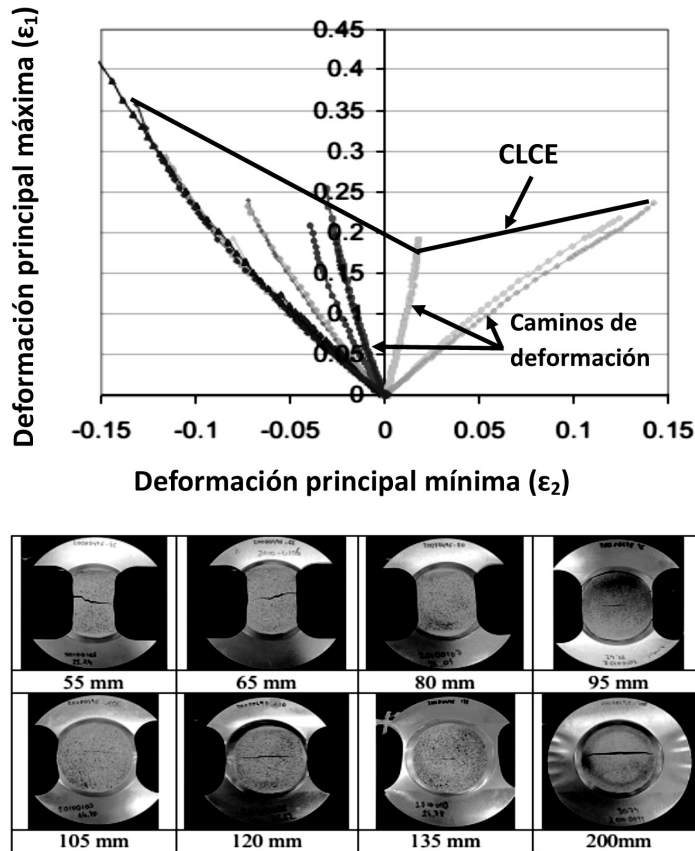 Deformación principal máxima (ε₁)
0.45
0.4
0.35
0.3
0.25
0.2
0.15
0.1
0.05
0
-0.15
-0.1
-0.05
0
0.05
0.1
0.15
CLCE
Caminos de
deformación
Deformación principal mínima (ε₂)
55 mm
65 mm
80 mm
95 mm
105 mm
120 mm
135 mm
200mm